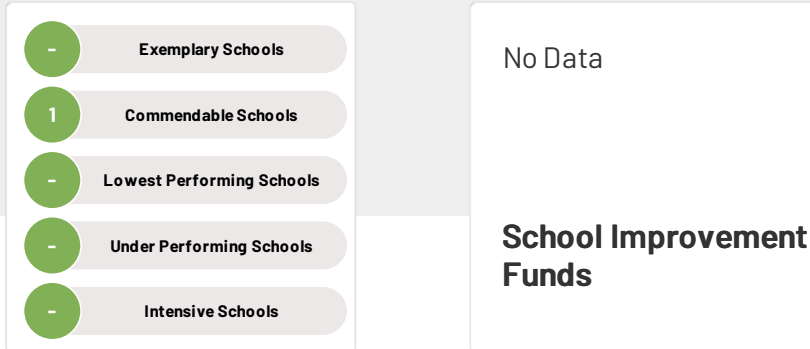 - Exemplary Schools
1 Commendable Schools
- Lowest Performing Schools
- Under Performing Schools
- Intensive Schools
No Data
School Improvement
Funds